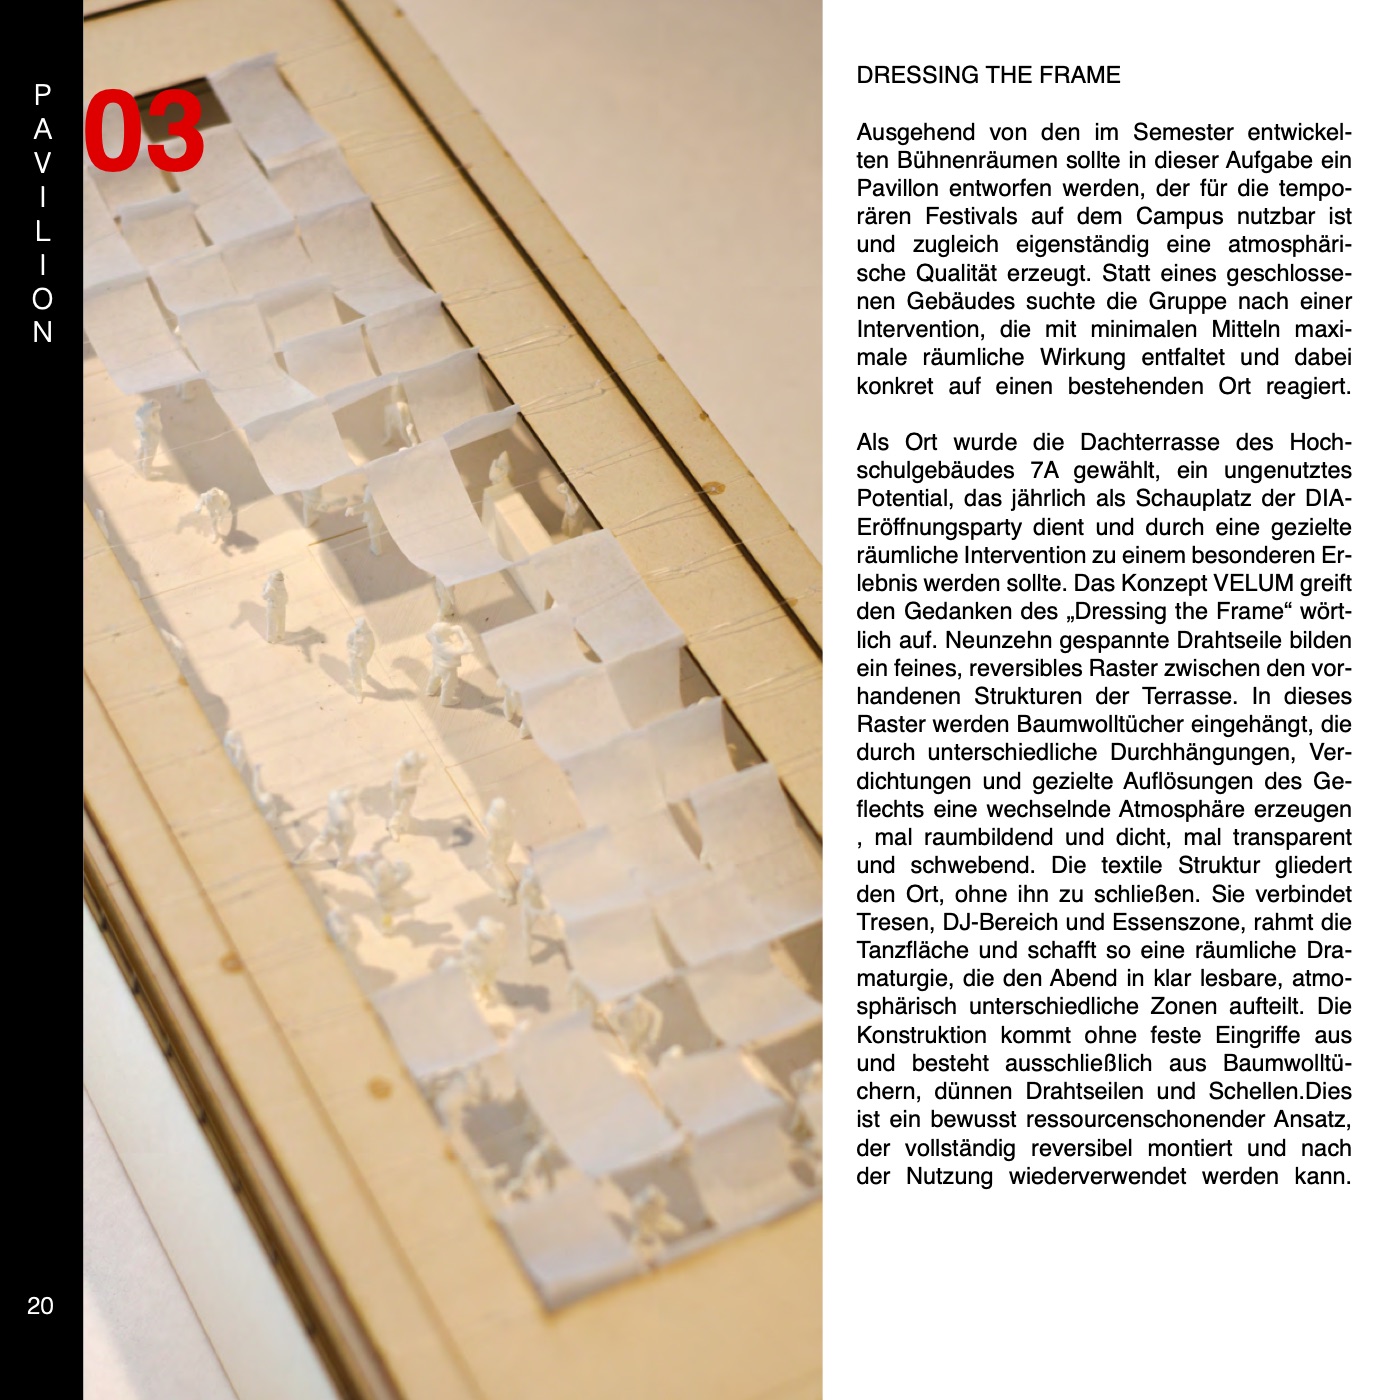 PAVILION
03
20
DRESSING THE FRAME
Ausgehend von den im Semester entwickel-
ten Bühnenräumen sollte in dieser Aufgabe ein
Pavillon entworfen werden, der für die tempo-
rären Festivals auf dem Campus nutzbar ist
und zugleich eigenständig eine atmosphäri-
sche Qualität erzeugt. Statt eines geschlosse-
nen Gebäudes suchte die Gruppe nach einer
Intervention, die mit minimalen Mitteln maxi-
male räumliche Wirkung entfaltet und dabei
konkret auf einen bestehenden Ort reagiert.
Als Ort wurde die Dachterrasse des Hoch-
schulgebäudes 7A gewählt, ein ungenutztes
Potential, das jährlich als Schauplatz der DIA-
Eröffnungsparty dient und durch eine gezielte
räumliche Intervention zu einem besonderen Er-
lebnis werden sollte. Das Konzept VELUM greift
den Gedanken des „Dressing the Frame“ wört-
lich auf. Neunzehn gespannte Drahtseile bilden
ein feines, reversibles Raster zwischen den vor-
handenen Strukturen der Terrasse. In dieses
Raster werden Baumwolltücher eingehängt, die
durch unterschiedliche Durchhängungen, Ver-
dichtungen und gezielte Auflösungen des Ge-
flechts eine wechselnde Atmosphäre erzeugen
, mal raumbildend und dicht, mal transparent
und schwebend. Die textile Struktur gliedert
den Ort, ohne ihn zu schließen. Sie verbindet
Tresen, DJ-Bereich und Essenszone, rahmt die
Tanzfläche und schafft so eine räumliche Dra-
maturgie, die den Abend in klar lesbare, atmo-
sphärisch unterschiedliche Zonen aufteilt. Die
Konstruktion kommt ohne feste Eingriffe aus
und besteht ausschließlich aus Baumwolltü-
chern, dünnen Drahtseilen und Schellen.Dies
ist ein bewusst ressourcenschonender Ansatz,
der vollständig reversibel montiert und nach
der Nutzung wiederverwendet werden kann.